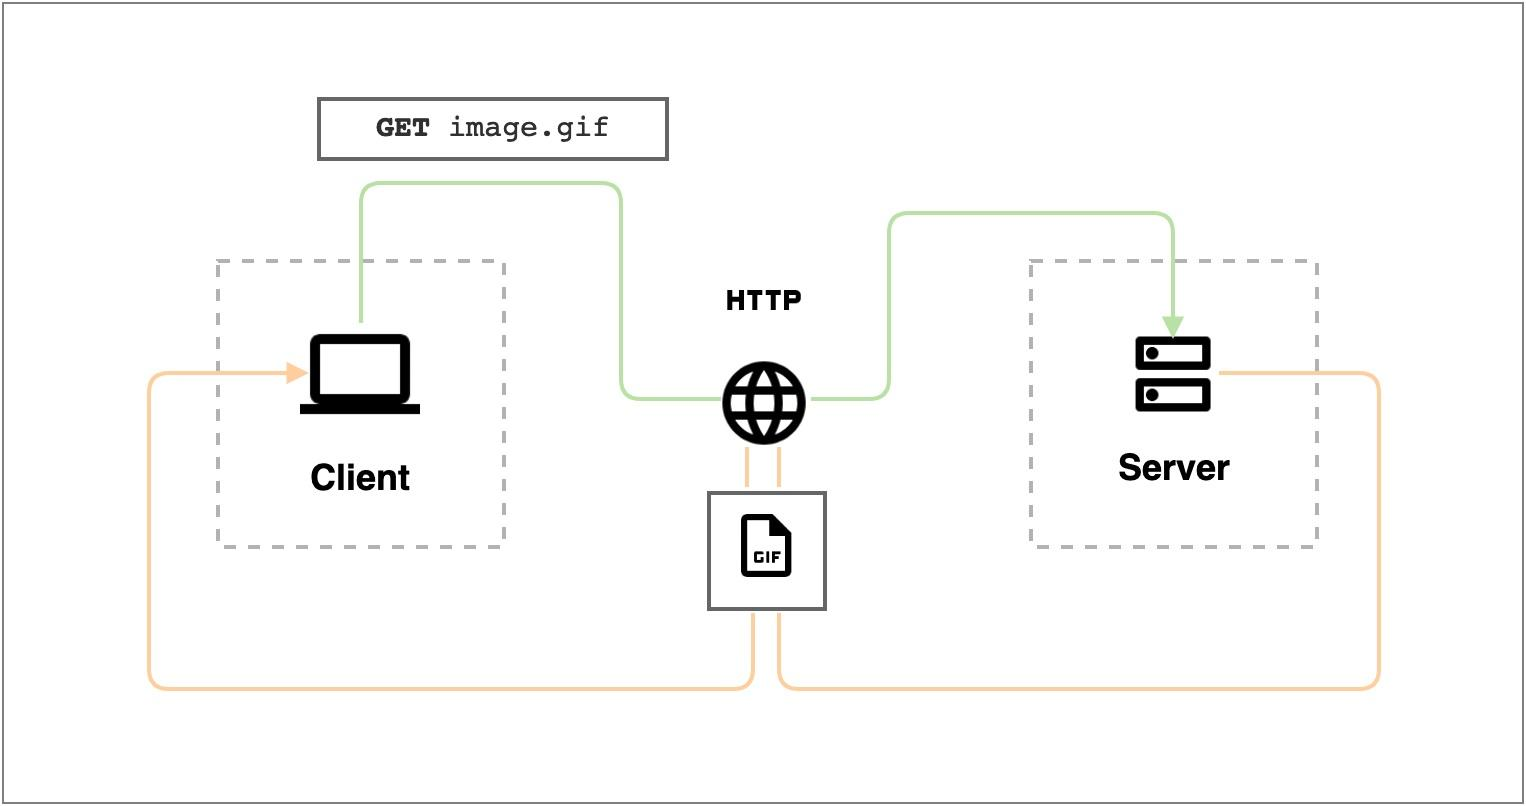 GET image.gif
HTTP
Client
Server
GIF